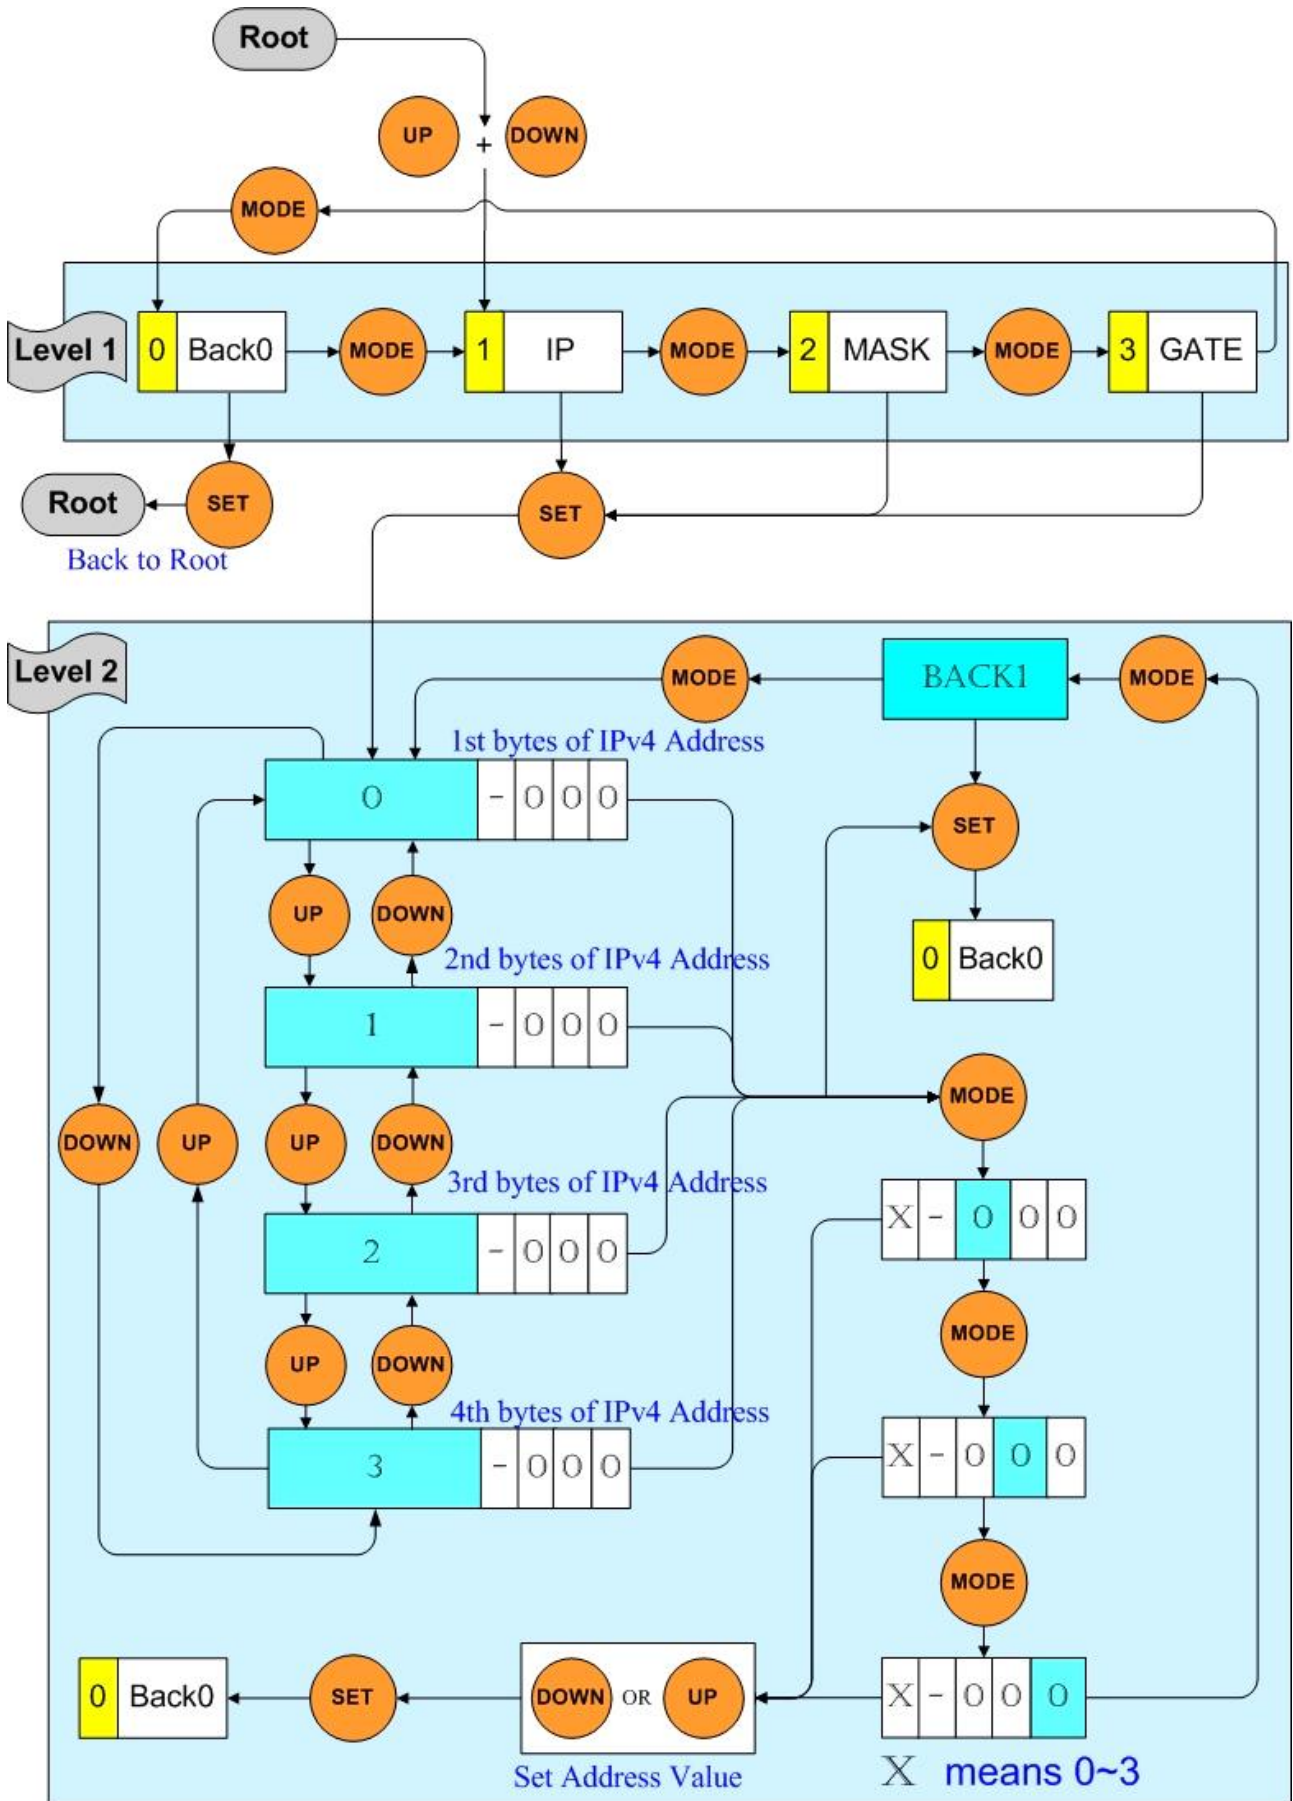 Root
UP + DOWN
MODE
Level 1 0 Back0 MODE 1 IP MODE 2 MASK MODE 3 GATE
Root SET SET
Back to Root
Level 2 MODE BACK1 MODE
1st bytes of IPv4 Address
0 - 0 0 0
SET
UP DOWN
2nd bytes of IPv4 Address
0 Back0
1 - 0 0 0
MODE
DOWN UP UP DOWN
3rd bytes of IPv4 Address
X - 0 0 0
2 - 0 0 0
MODE
UP DOWN
4th bytes of IPv4 Address
X - 0 0 0
3 - 0 0 0
MODE
0 Back0 SET DOWN OR UP X - 0 0 0
Set Address Value
X means 0~3